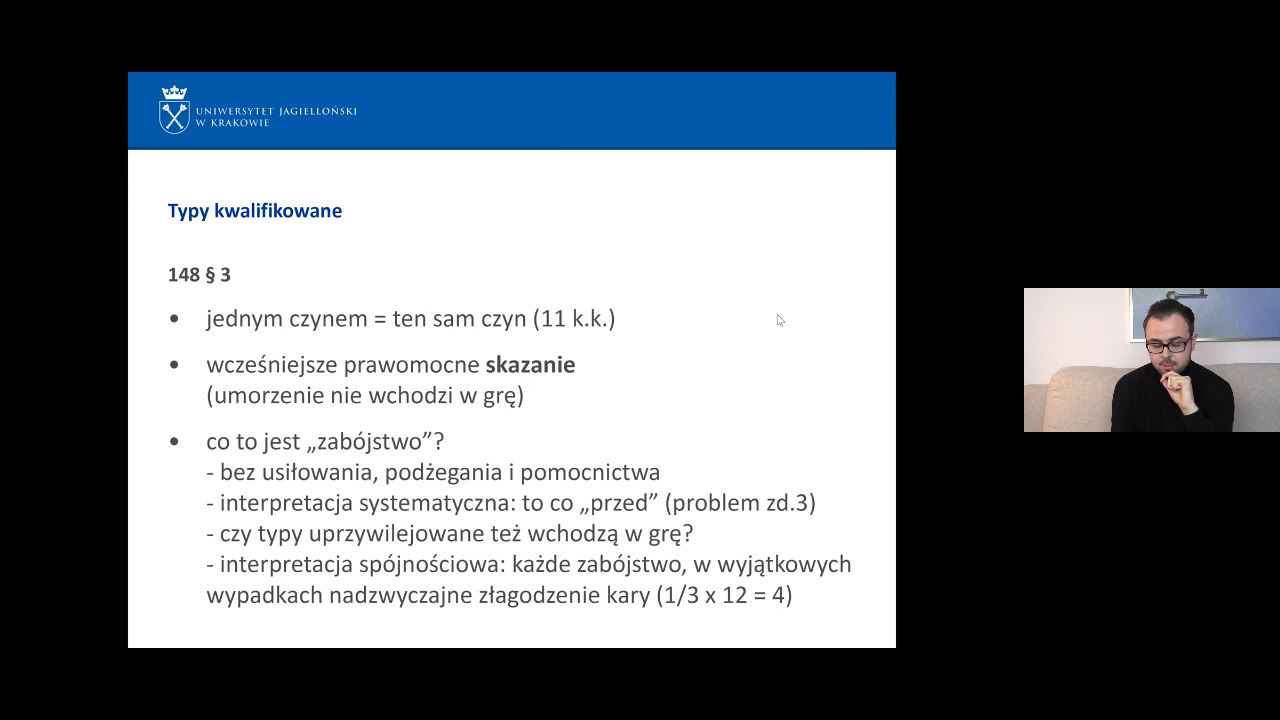 UNIWERSYTET JAGIELLOŃSKI
W KRAKOWIE
Typy kwalifikowane
148 § 3
• jednym czynem = ten sam czyn (11 k.k.)
• wcześniejsze prawomocne skazanie
(umorzenie nie wchodzi w grę)
• co to jest „zabójstwo”?
- bez usiłowania, podżegania i pomocnictwa
- interpretacja systematyczna: to co „przed” (problem zd.3)
- czy typy uprzywilejowane też wchodzą w grę?
- interpretacja spójnościowa: każde zabójstwo, w wyjątkowych
wypadkach nadzwyczajne złagodzenie kary (1/3 x 12 = 4)